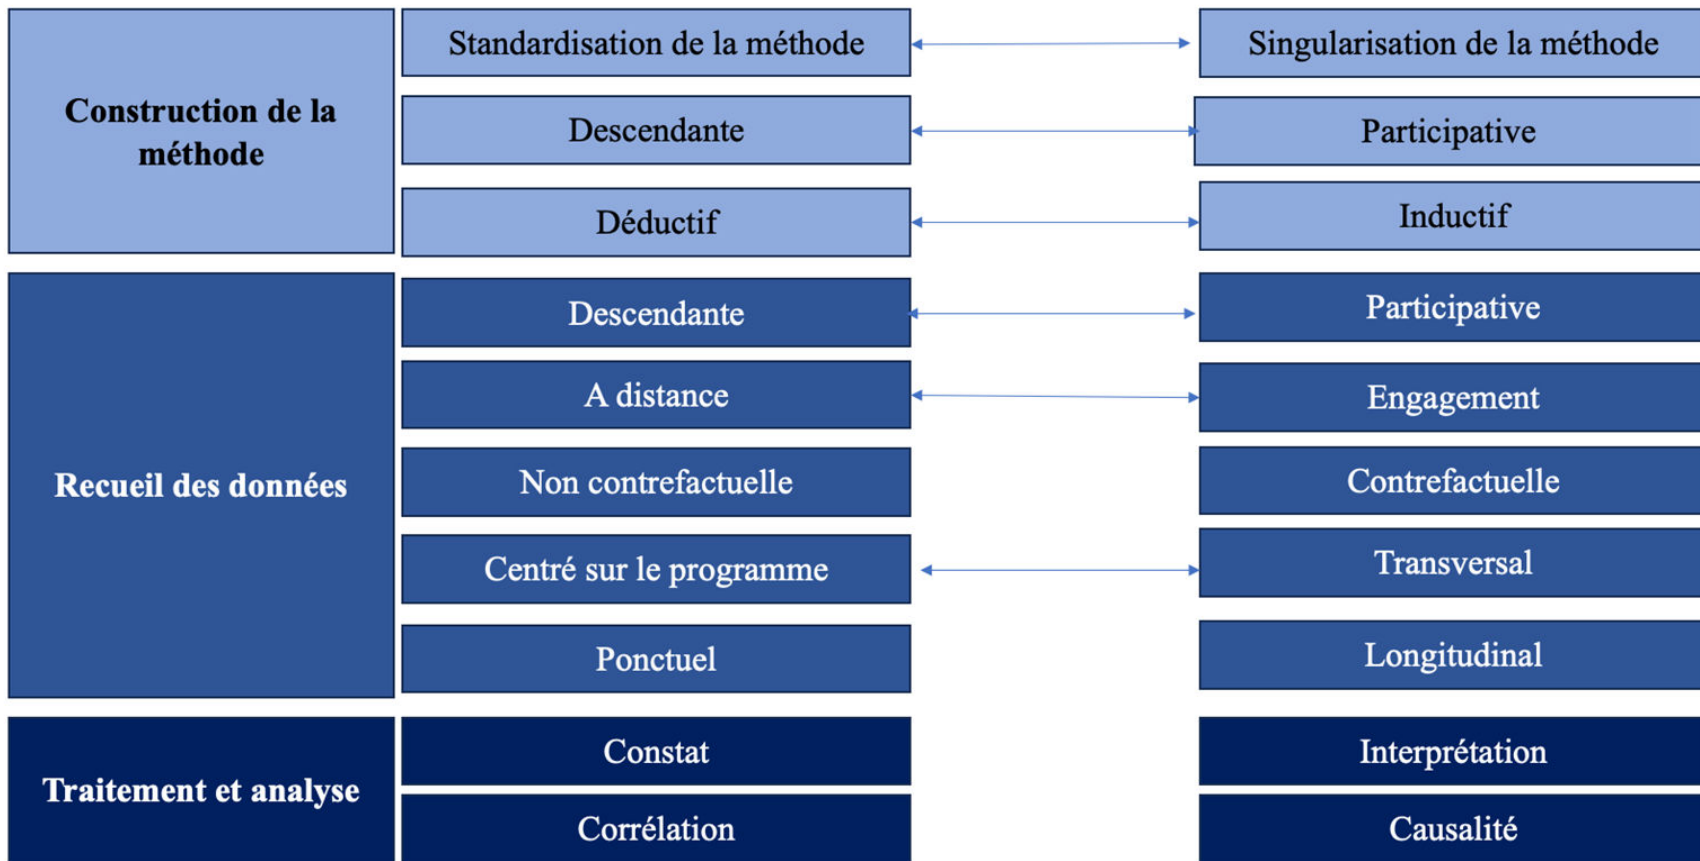 Construction de la
méthode
Standardisation de la méthode
Singularisation de la méthode
Descendante
Participative
Déductif
Inductif
Recueil des données
Descendante
Participative
A distance
Engagement
Non contrefactuelle
Contrefactuelle
Centré sur le programme
Transversal
Ponctuel
Longitudinal
Traitement et analyse
Constat
Interprétation
Corrélation
Causalité